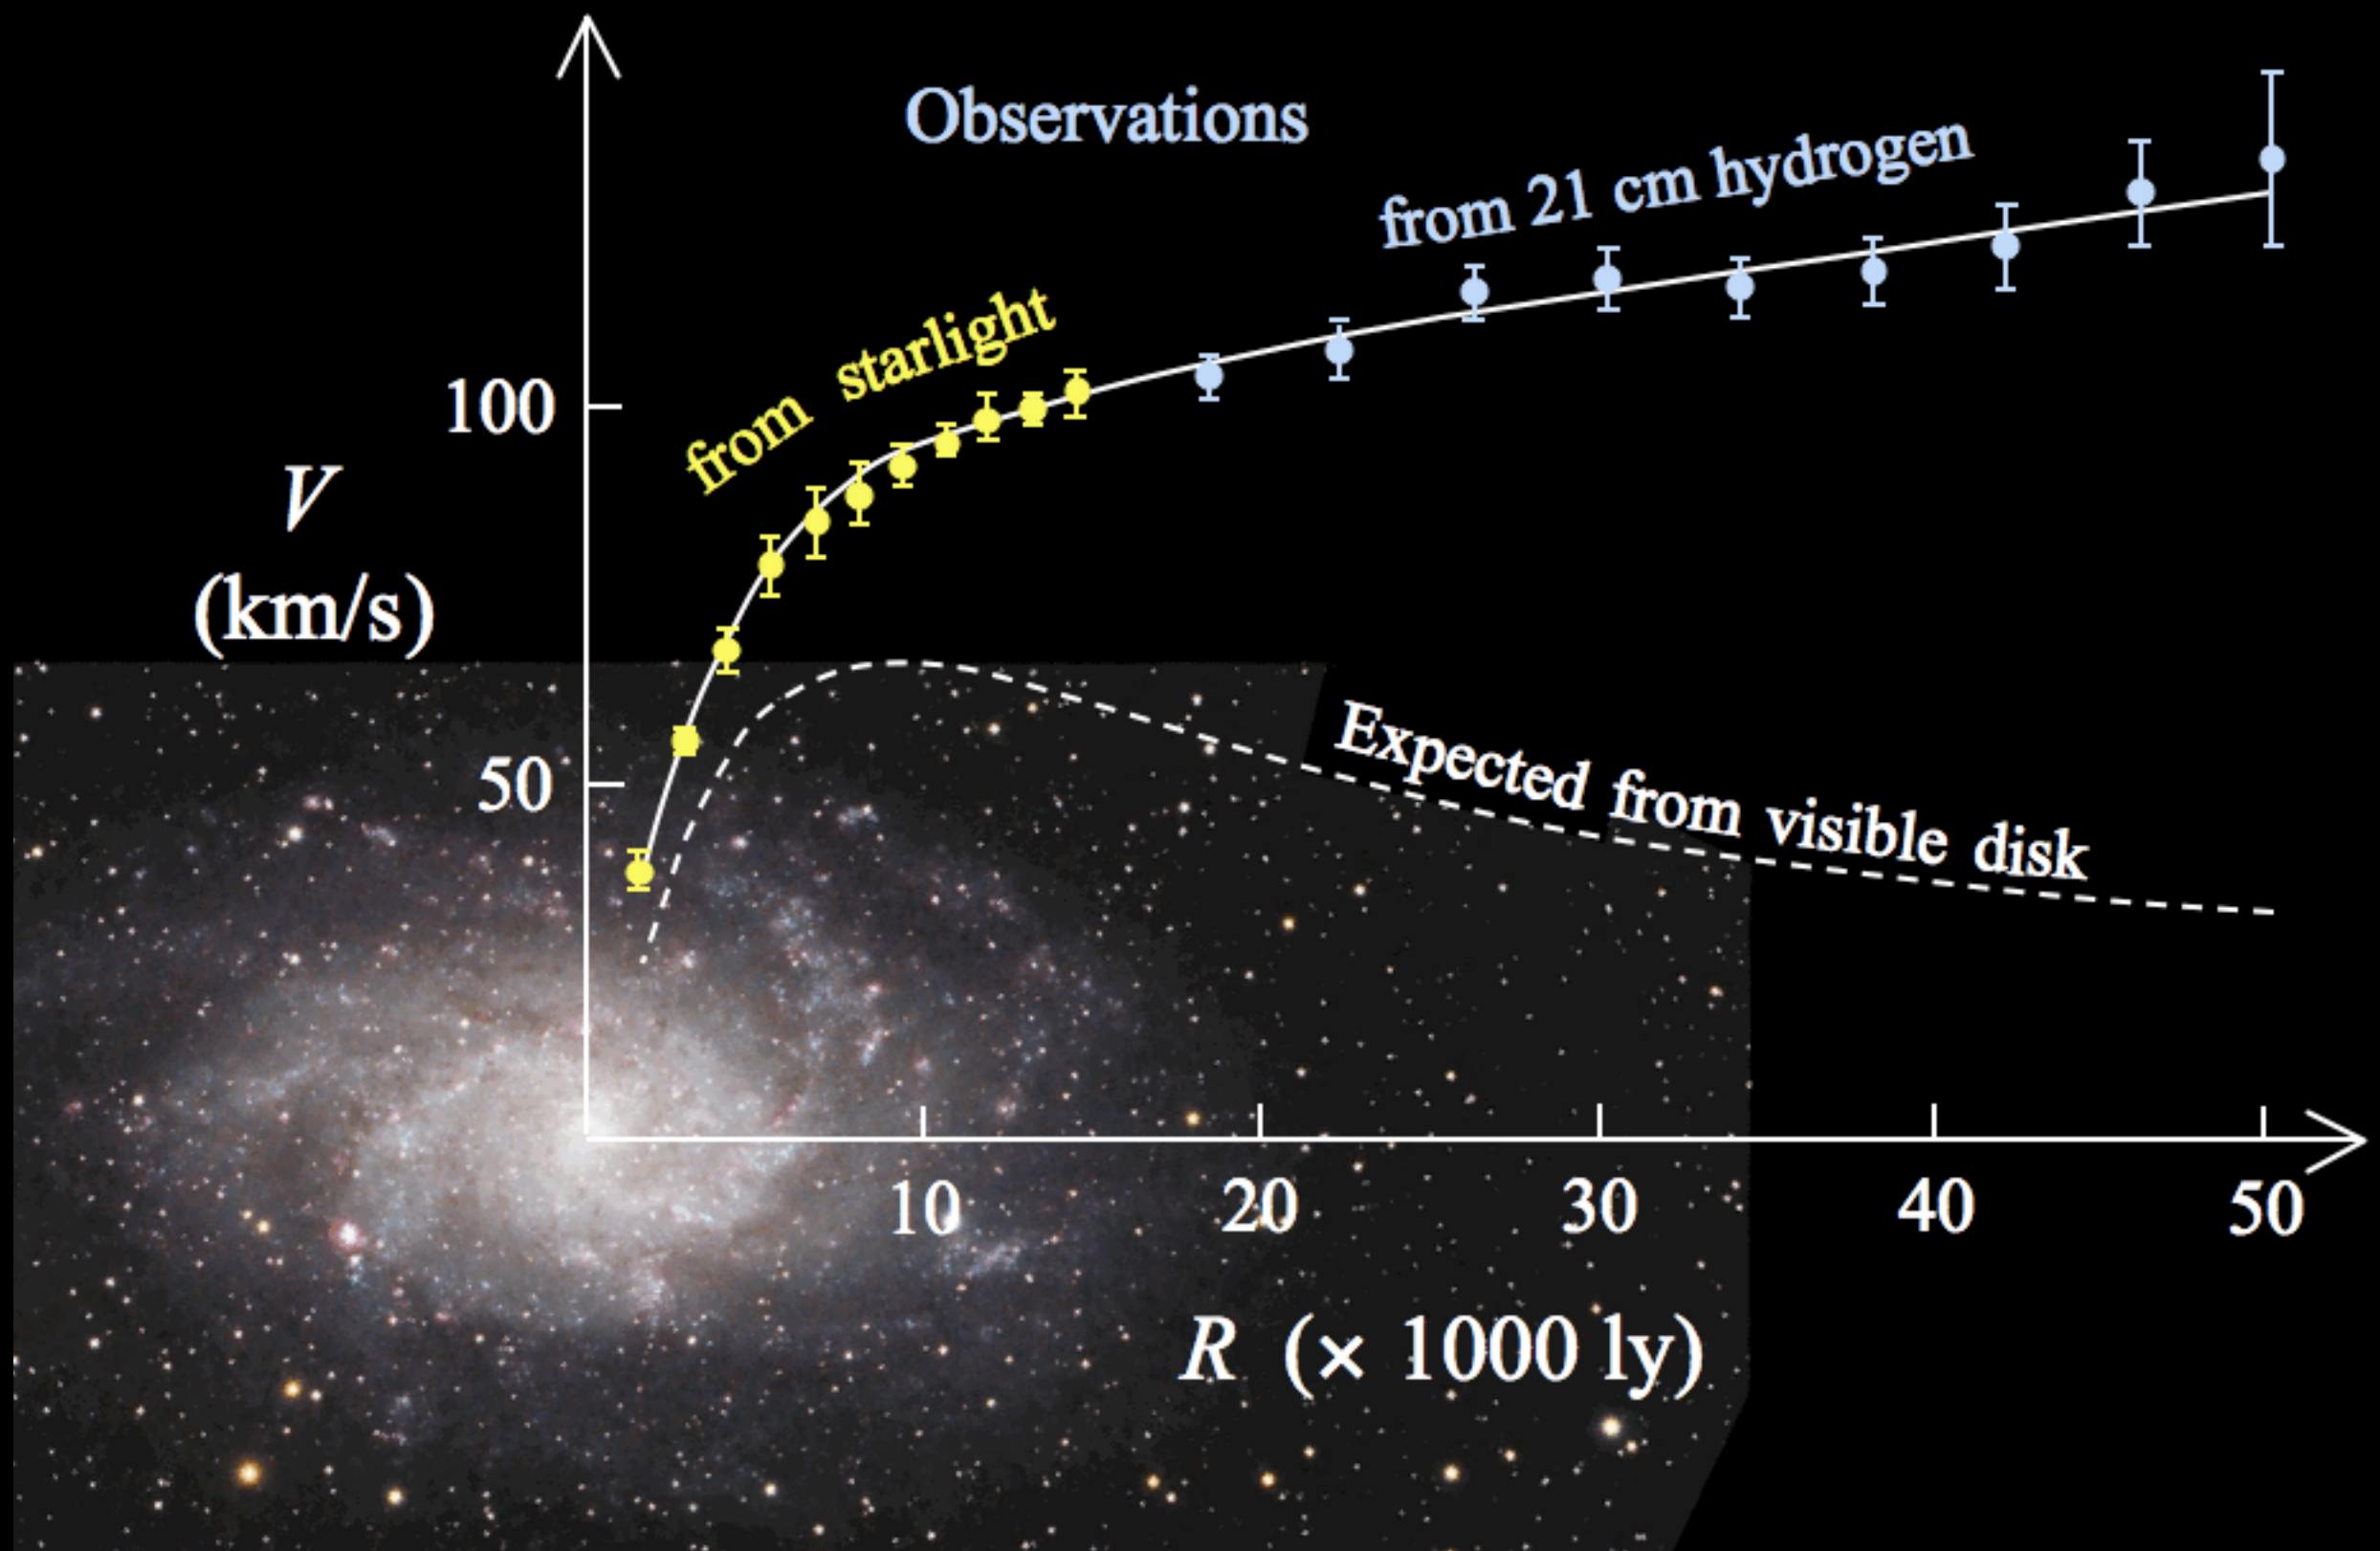 Observations
from 21 cm hydrogen
from starlight
100
V
(km/s)
50
Expected from visible disk
10 20 30 40 50
R (× 1000 ly)